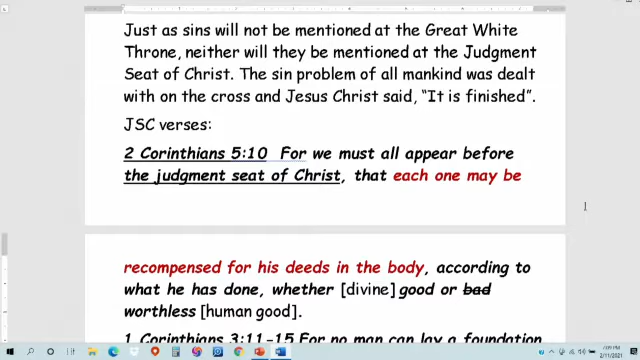 Just as sins will not be mentioned at the Great White
Throne, neither will they be mentioned at the Judgment
Seat of Christ. The sin problem of all mankind was dealt
with on the cross and Jesus Christ said, “It is finished”.
JSC verses:
2 Corinthians 5:10 For we must all appear before
the judgment seat of Christ, that each one may be
recompensed for his deeds in the body, according to
what he has done, whether [divine] good or bad
worthless [human good].
1 Corinthians 3:11-15 For no man can lay a foundation
2/11/2021